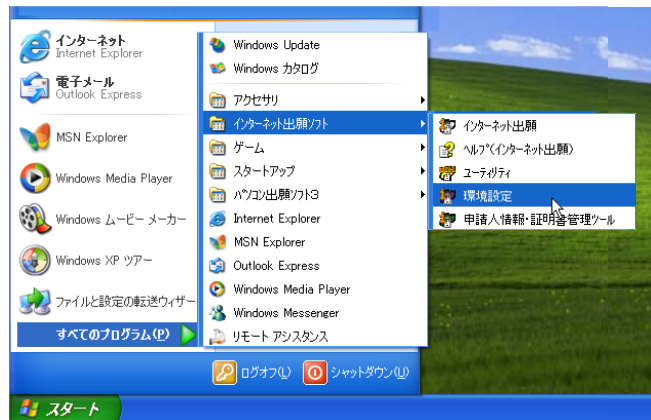 インターネット
Internet Explorer
電子メール
Outlook Express
MSN Explorer
Windows Media Player
Windows ムービー メーカー
Windows XP ツアー
ファイルと設定の転送ウィザー
すべてのプログラム(P)
Windows Update
Windows カタログ
アクセサリ
インターネット出願ソフト
ゲーム
スタートアップ
パソコン出願ソフト3
Internet Explorer
MSN Explorer
Outlook Express
Windows Media Player
Windows Messenger
リモート アシスタンス
インターネット出願
ヘルプ(インターネット出願)
ユーティリティ
環境設定
申請人情報・証明書管理ツール
ログオフ(L)
シャットダウン(U)
スタート